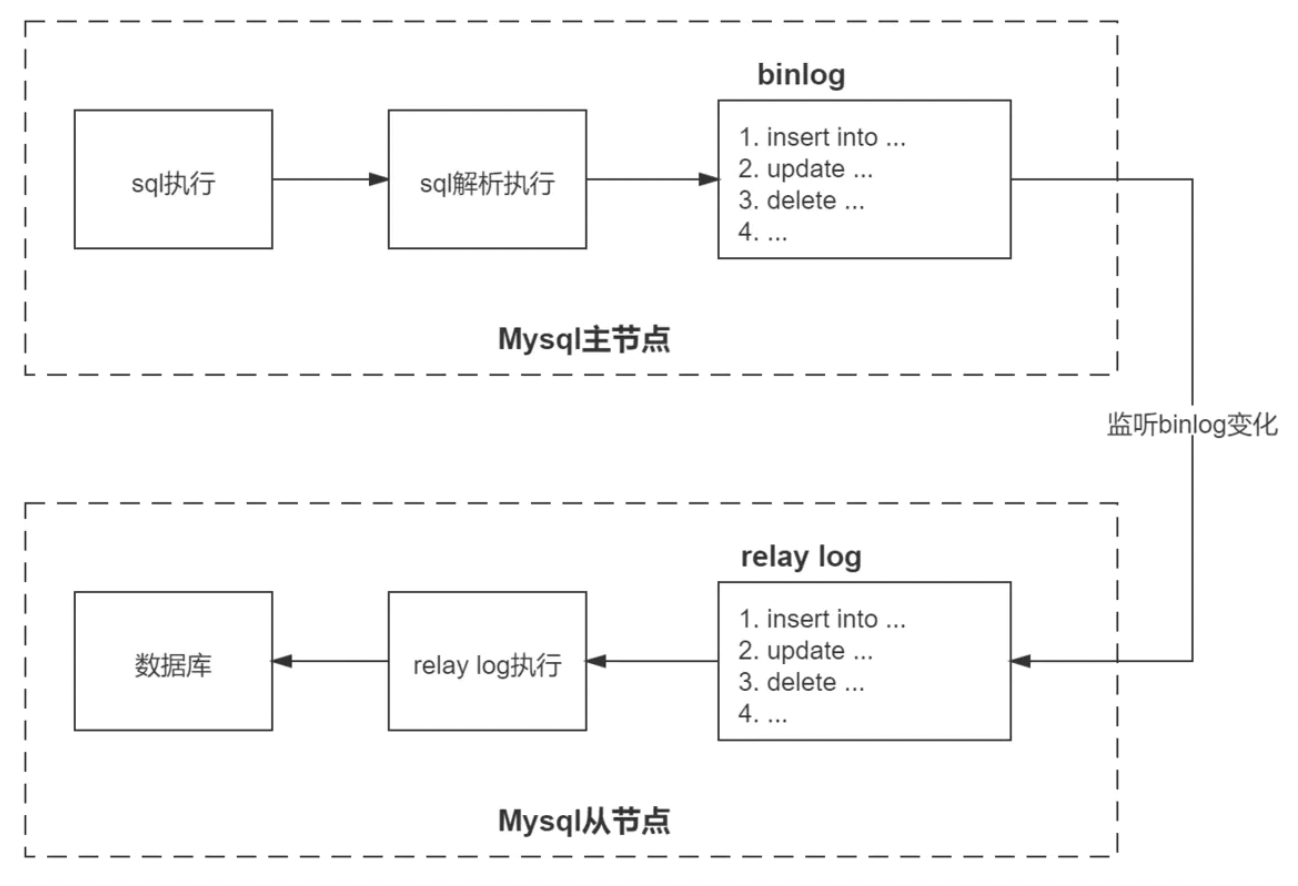 binlog
sql执行
sql解析执行
1. insert into ...
2. update ...
3. delete ...
4. ...
Mysql主节点
监听binlog变化
relay log
数据库
relay log执行
1. insert into ...
2. update ...
3. delete ...
4. ...
Mysql从节点